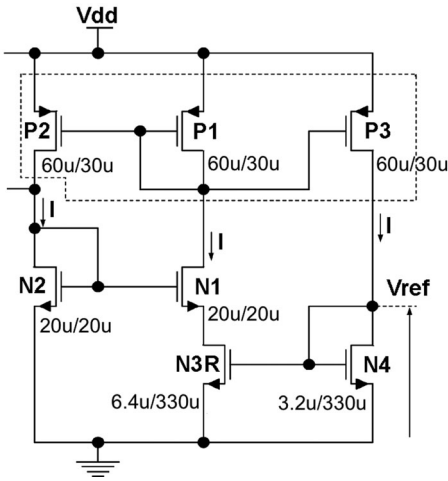 Vdd
P2
P1
P3
60u/30u
60u/30u
60u/30u
I
I
I
N2
N1
Vref
20u/20u
20u/20u
N3R
N4
6.4u/330u
3.2u/330u